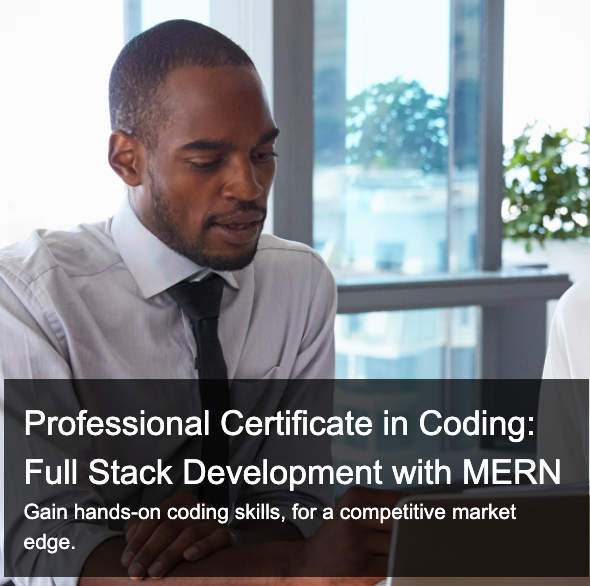 Professional Certificate in Coding:
Full Stack Development with MERN
Gain hands-on coding skills, for a competitive market
edge.